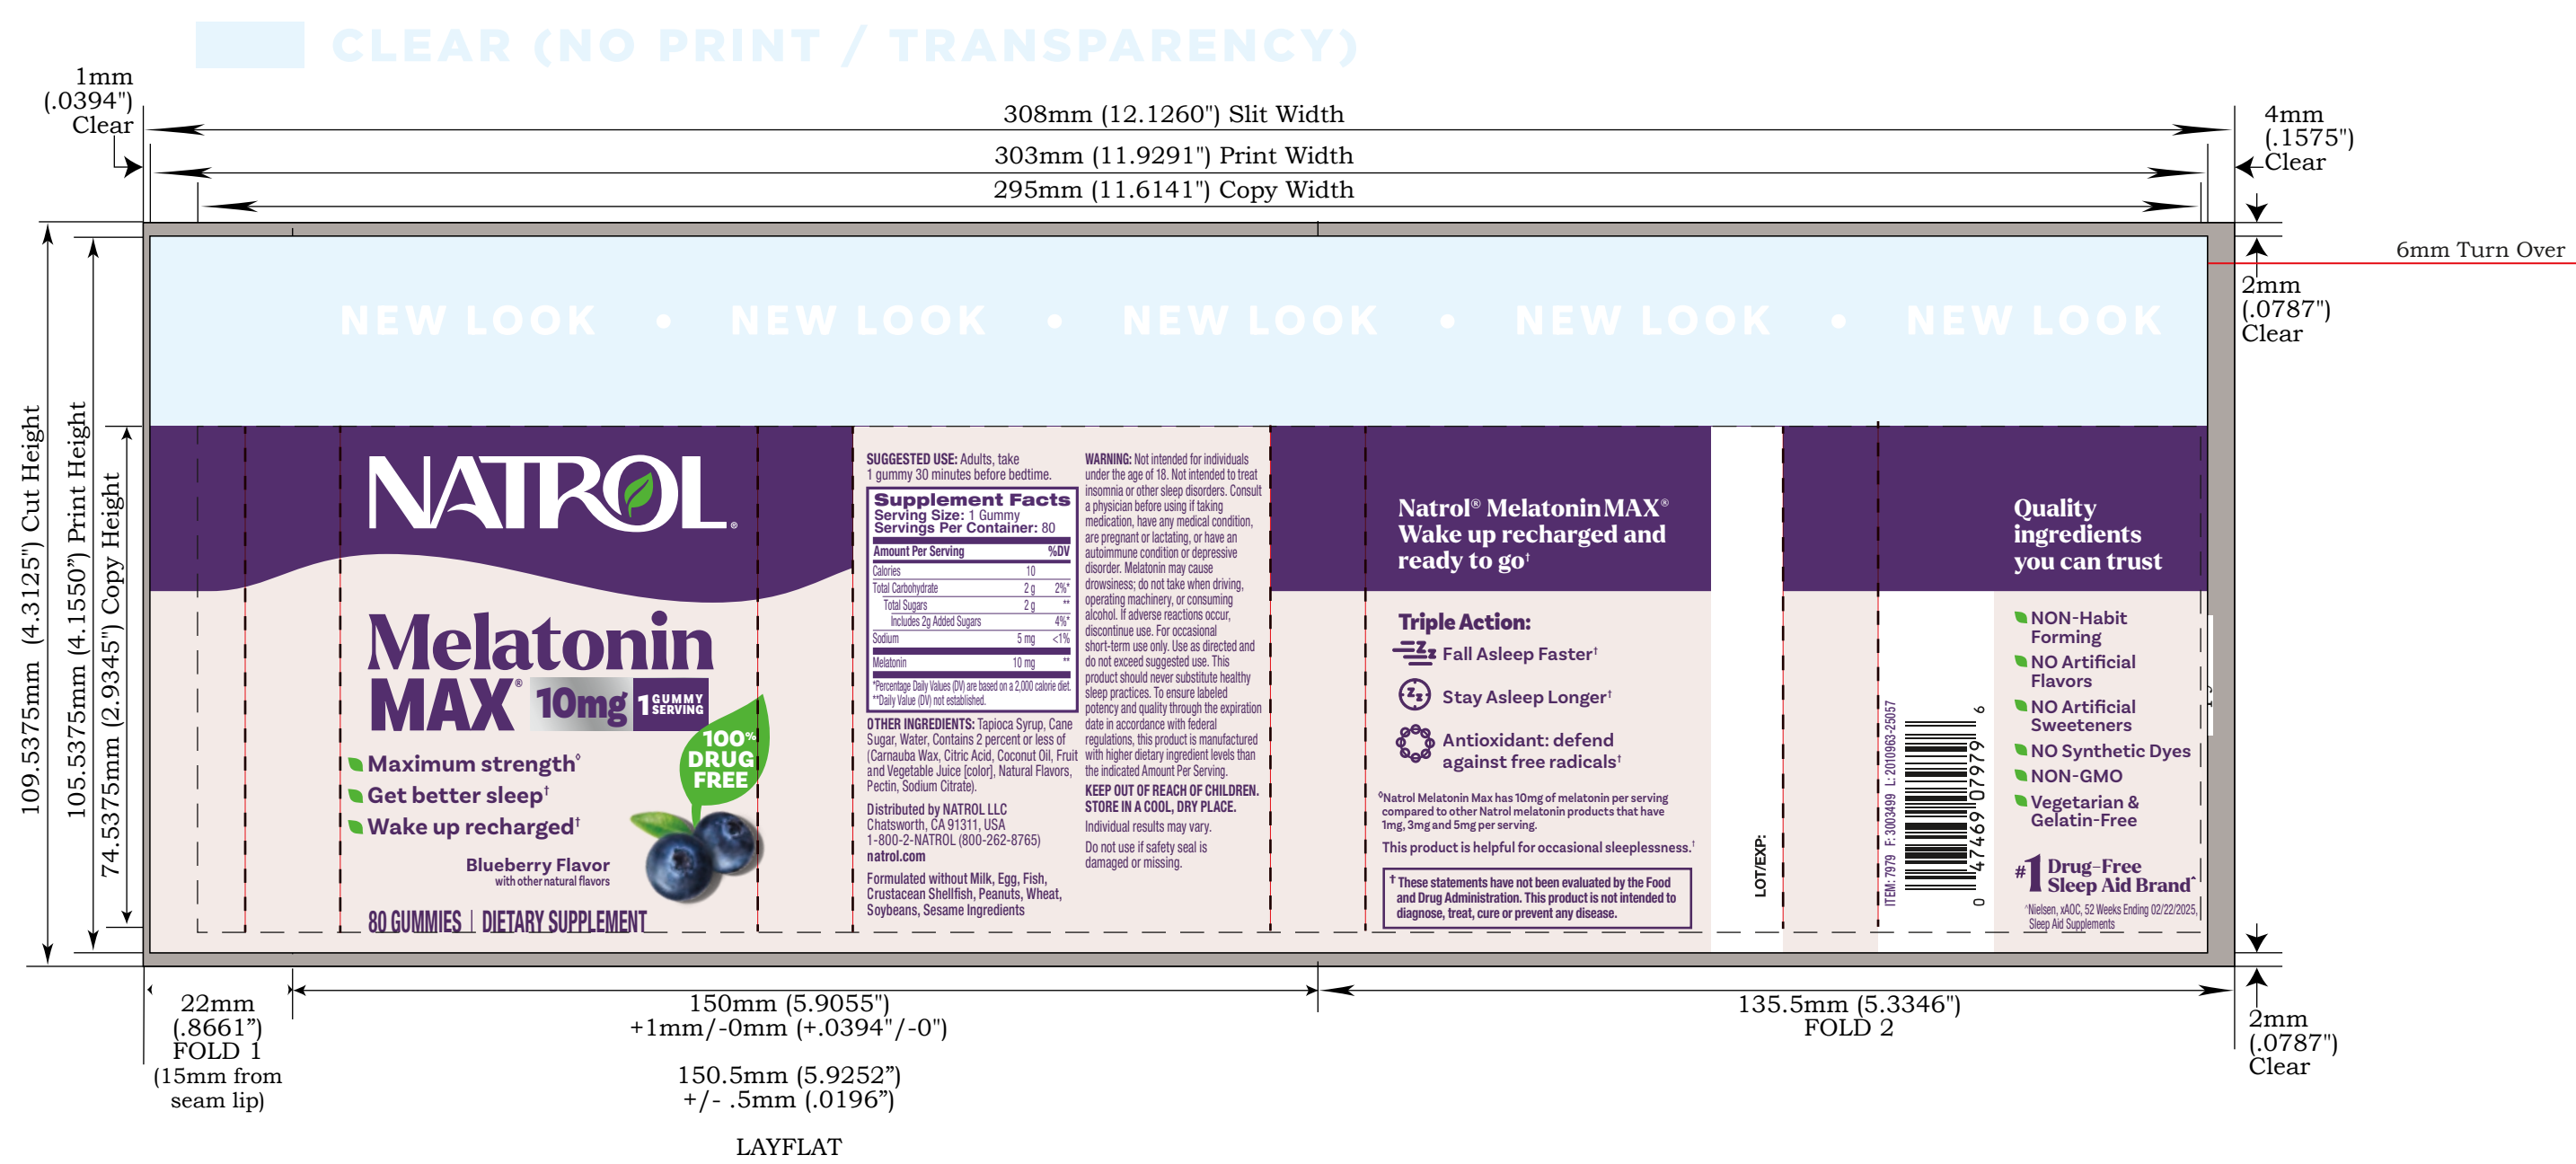 CLEAR (NO PRINT / TRANSPARENCY)
1mm
(.0394")
Clear
308mm (12.1260") Slit Width
303mm (11.9291") Print Width
295mm (11.6141") Copy Width
4mm
(.1575")
Clear
6mm Turn Over
2mm
(.0787")
Clear
109.5375mm (4.3125") Cut Height
105.5375mm (4.1550”) Print Height
74.5375mm (2.9345") Copy Height
NEW LOOK • NEW LOOK • NEW LOOK • NEW LOOK • NEW LOOK
NATROL®
Melatonin
MAX® 10mg 1 GUMMY
SERVING
100%
DRUG
FREE
Maximum strength◊
Get better sleep†
Wake up recharged†
Blueberry Flavor
with other natural flavors
80 GUMMIES | DIETARY SUPPLEMENT
SUGGESTED USE: Adults, take
1 gummy 30 minutes before bedtime.
Supplement Facts
Serving Size: 1 Gummy
Servings Per Container: 80
Amount Per Serving %DV
Calories 10
Total Carbohydrate 2 g 2%*
Total Sugars 2 g **
Includes 2g Added Sugars 4%*
Sodium 5 mg <1%
Melatonin 10 mg **
*Percentage Daily Values (DV) are based on a 2,000 calorie diet.
**Daily Value (DV) not established.
OTHER INGREDIENTS: Tapioca Syrup, Cane
Sugar, Water, Contains 2 percent or less of
(Carnauba Wax, Citric Acid, Coconut Oil, Fruit
and Vegetable Juice [color], Natural Flavors,
Pectin, Sodium Citrate).
Distributed by NATROL LLC
Chatsworth, CA 91311, USA
1-800-2-NATROL (800-262-8765)
natrol.com
Formulated without Milk, Egg, Fish,
Crustacean Shellfish, Peanuts, Wheat,
Soybeans, Sesame Ingredients
WARNING: Not intended for individuals
under the age of 18. Not intended to treat
insomnia or other sleep disorders. Consult
a physician before using if taking
medication, have any medical condition,
are pregnant or lactating, or have an
autoimmune condition or depressive
disorder. Melatonin may cause
drowsiness; do not take when driving,
operating machinery, or consuming
alcohol. If adverse reactions occur,
discontinue use. For occasional
short-term use only. Use as directed and
do not exceed suggested use. This
product should never substitute healthy
sleep practices. To ensure labeled
potency and quality through the expiration
date in accordance with federal
regulations, this product is manufactured
with higher dietary ingredient levels than
the indicated Amount Per Serving.
KEEP OUT OF REACH OF CHILDREN.
STORE IN A COOL, DRY PLACE.
Individual results may vary.
Do not use if safety seal is
damaged or missing.
Natrol® Melatonin MAX®
Wake up recharged and
ready to go†
Triple Action:
Fall Asleep Faster†
Stay Asleep Longer†
Antioxidant: defend
against free radicals†
◊Natrol Melatonin Max has 10mg of melatonin per serving
compared to other Natrol melatonin products that have
1mg, 3mg and 5mg per serving.
This product is helpful for occasional sleeplessness.†
† These statements have not been evaluated by the Food
and Drug Administration. This product is not intended to
diagnose, treat, cure or prevent any disease.
LOT/EXP:
ITEM: 7979 F: 3003499 L: 2010963-25057
0 47469 07979 6
Quality
ingredients
you can trust
NON-Habit
Forming
NO Artificial
Flavors
NO Artificial
Sweeteners
NO Synthetic Dyes
NON-GMO
Vegetarian &
Gelatin-Free
#1 Drug-Free
Sleep Aid Brand^
^Nielsen, xAOC, 52 Weeks Ending 02/22/2025,
Sleep Aid Supplements
22mm
(.8661”)
FOLD 1
(15mm from
seam lip)
150mm (5.9055")
+1mm/-0mm (+.0394"/-0")
150.5mm (5.9252”)
+/- .5mm (.0196”)
LAYFLAT
135.5mm (5.3346")
FOLD 2
2mm
(.0787")
Clear